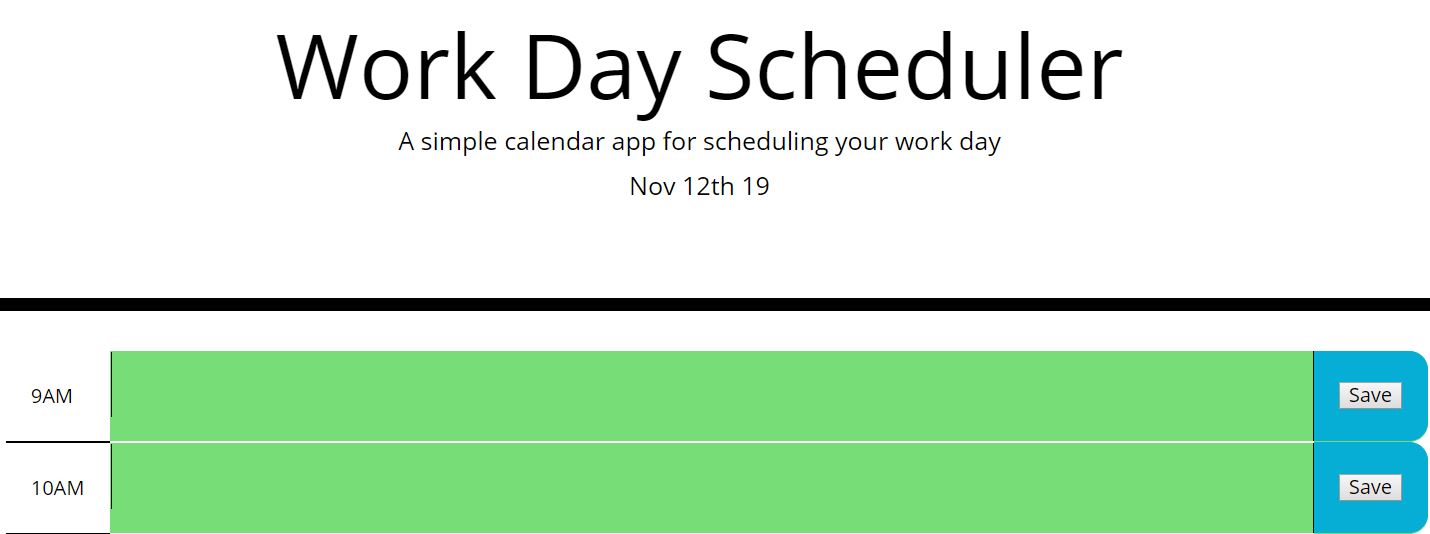 Work Day Scheduler
A simple calendar app for scheduling your work day
Nov 12th 19
9AM
Save
10AM
Save